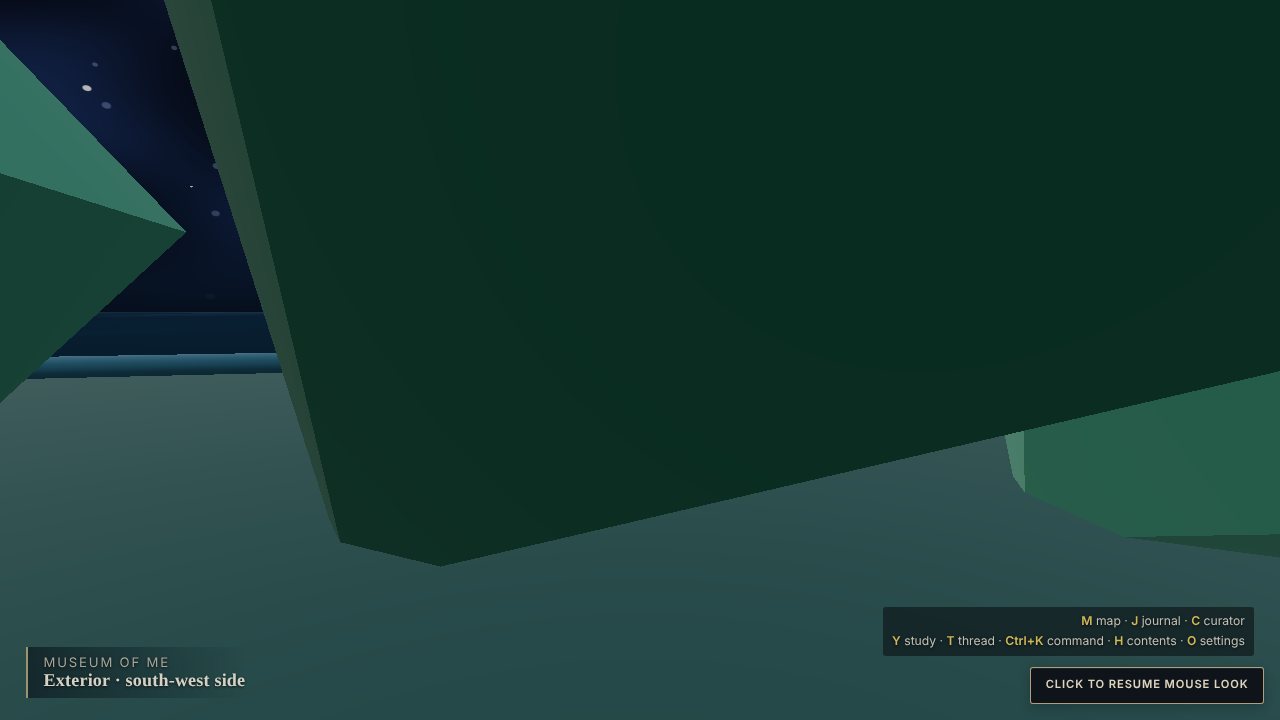 M map · J journal · C curator
Y study · T thread · Ctrl+K command · H contents · O settings
MUSEUM OF ME
Exterior · south-west side
CLICK TO RESUME MOUSE LOOK